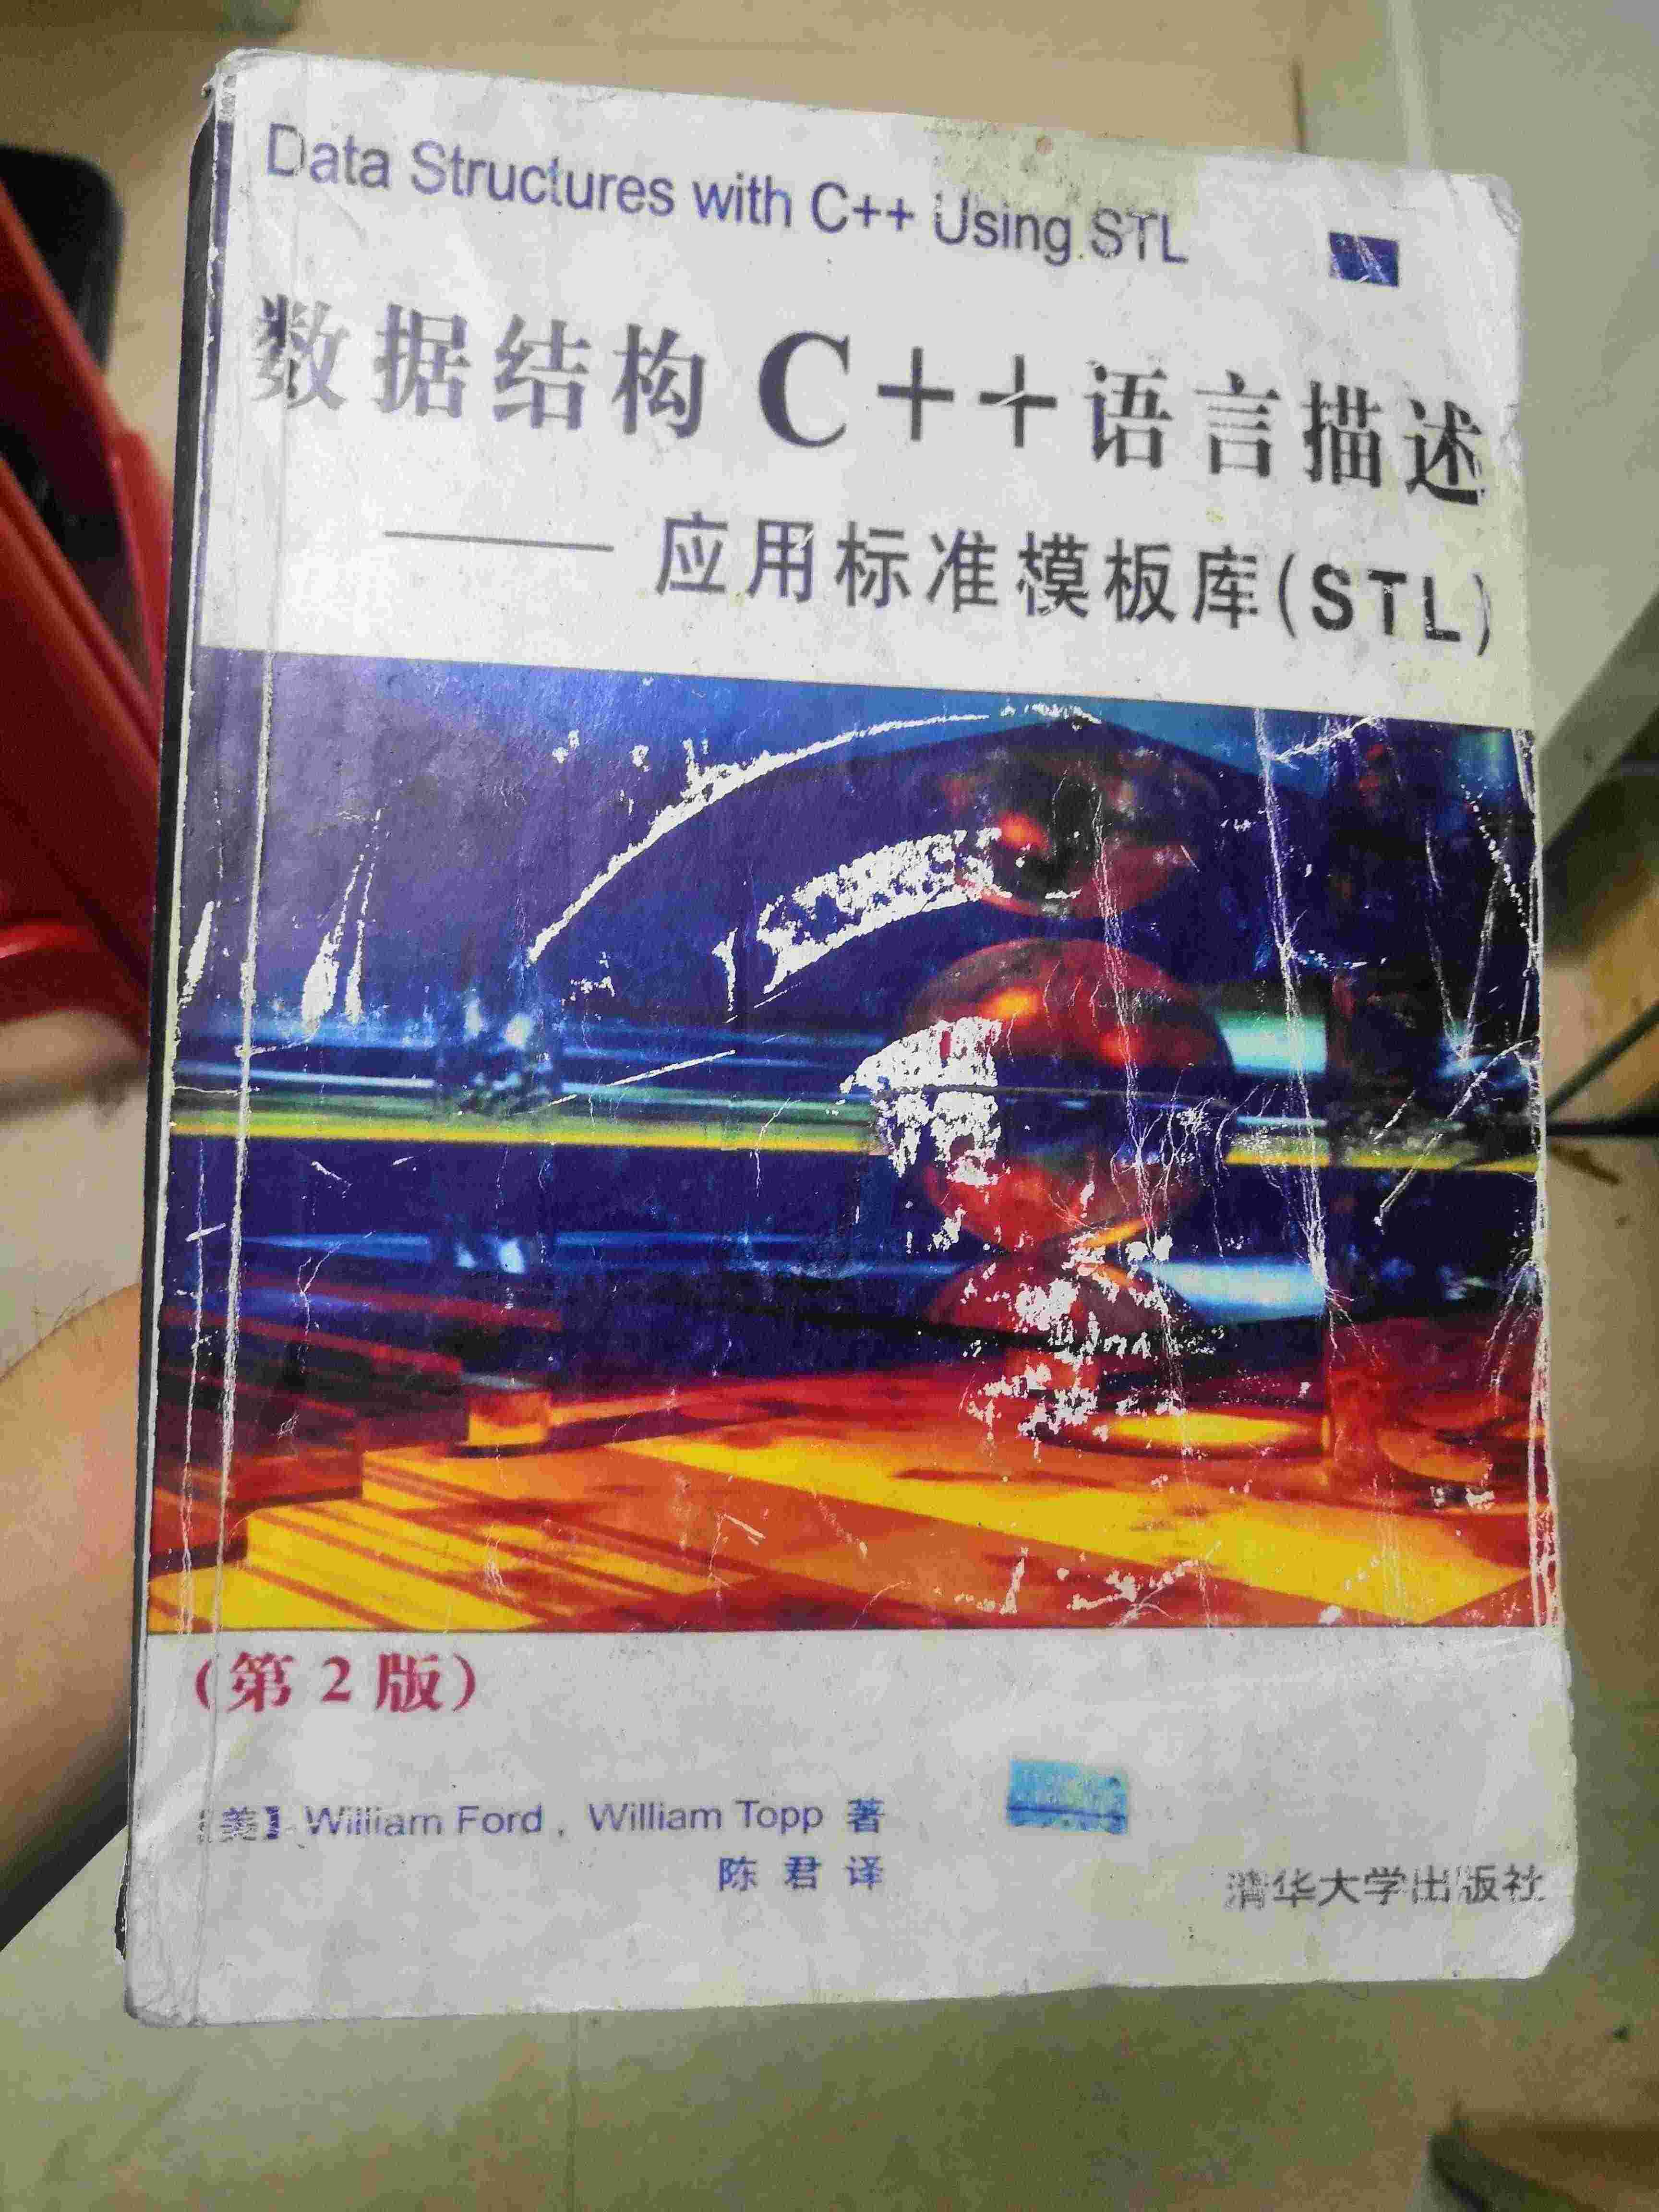 Data Structures with C++ Using STL
数据结构 C++ 语言描述
—— 应用标准模板库(STL)
(第2版)
[美] William Ford, William Topp 著
陈 君 译
清华大学出版社